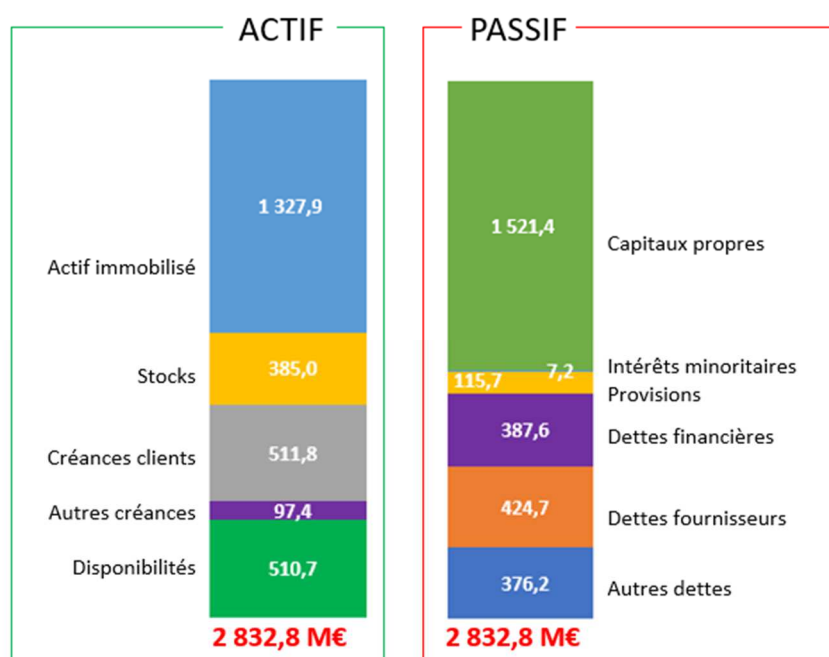 ACTIF
1 327,9
Actif immobilisé
Stocks
385,0
Créances clients
511,8
Autres créances
97,4
Disponibilités
510,7
2 832,8 M€
PASSIF
1 521,4
Capitaux propres
7,2
Intérêts minoritaires
115,7
Provisions
387,6
Dettes financières
424,7
Dettes fournisseurs
376,2
Autres dettes
2 832,8 M€